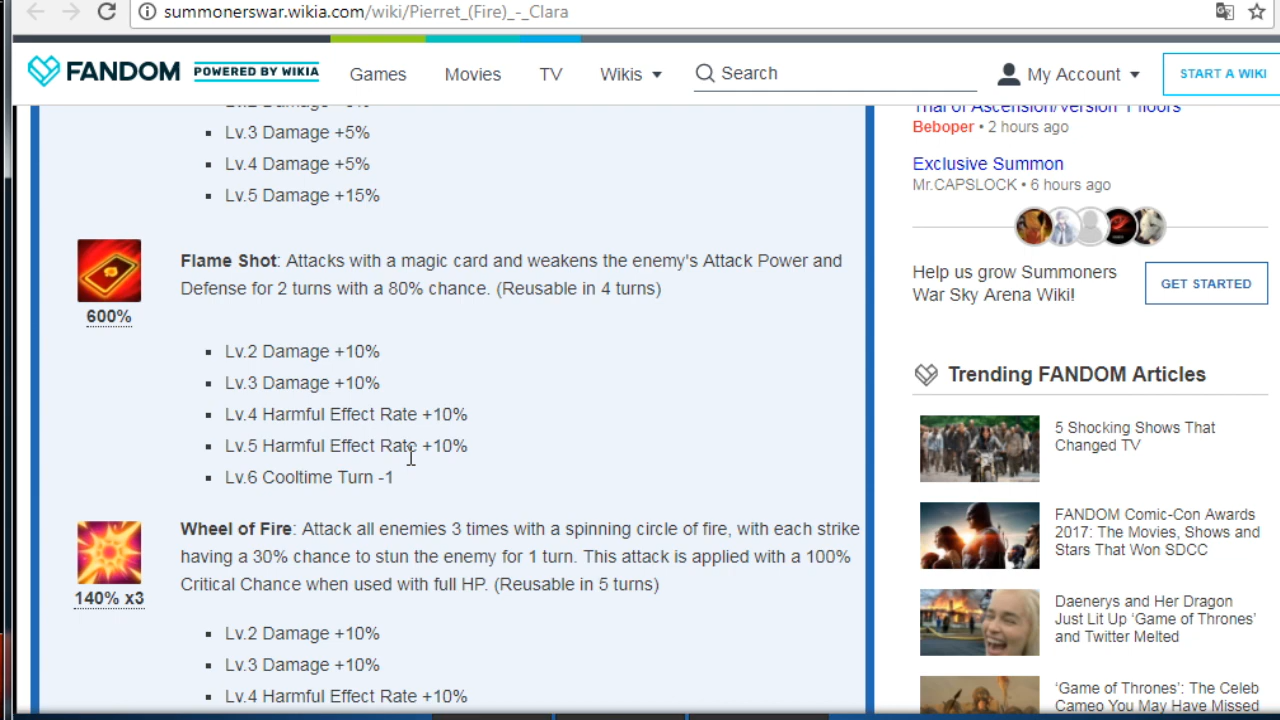 summonerswar.wikia.com/wiki/Pierret_(Fire)_-_Clara
FANDOM POWERED BY WIKIA Games Movies TV Wikis Search My Account START A WIKI
Lv.2 Damage +5%
Lv.3 Damage +5%
Lv.4 Damage +5%
Lv.5 Damage +15%
Flame Shot: Attacks with a magic card and weakens the enemy's Attack Power and
Defense for 2 turns with a 80% chance. (Reusable in 4 turns)
600%
Lv.2 Damage +10%
Lv.3 Damage +10%
Lv.4 Harmful Effect Rate +10%
Lv.5 Harmful Effect Rate +10%
Lv.6 Cooltime Turn -1
Wheel of Fire: Attack all enemies 3 times with a spinning circle of fire, with each strike
having a 30% chance to stun the enemy for 1 turn. This attack is applied with a 100%
Critical Chance when used with full HP. (Reusable in 5 turns)
140% x3
Lv.2 Damage +10%
Lv.3 Damage +10%
Lv.4 Harmful Effect Rate +10%
Trial of Ascension/Version 1 floors
Beboper • 2 hours ago
Exclusive Summon
Mr.CAPSLOCK • 6 hours ago
Help us grow Summoners
War Sky Arena Wiki!
GET STARTED
Trending FANDOM Articles
5 Shocking Shows That
Changed TV
FANDOM Comic-Con Awards
2017: The Movies, Shows and
Stars That Won SDCC
Daenerys and Her Dragon
Just Lit Up ‘Game of Thrones’
and Twitter Melted
‘Game of Thrones’: The Celeb
Cameo You May Have Missed